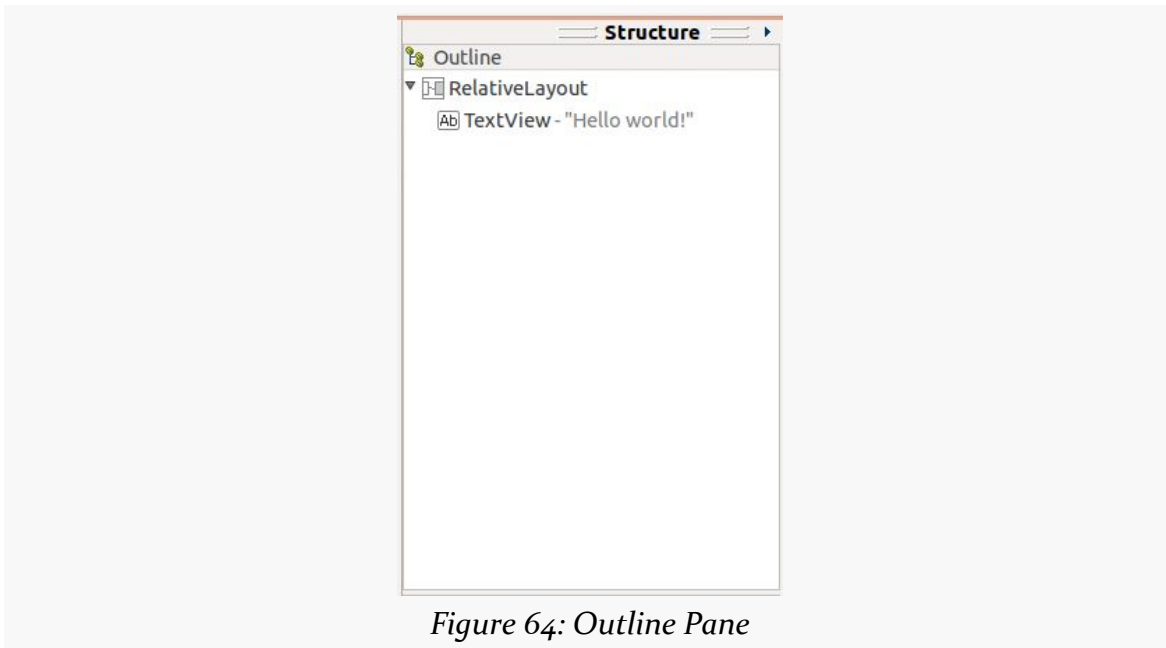 Structure
Outline
RelativeLayout
Ab TextView - "Hello world!"
Figure 64: Outline Pane